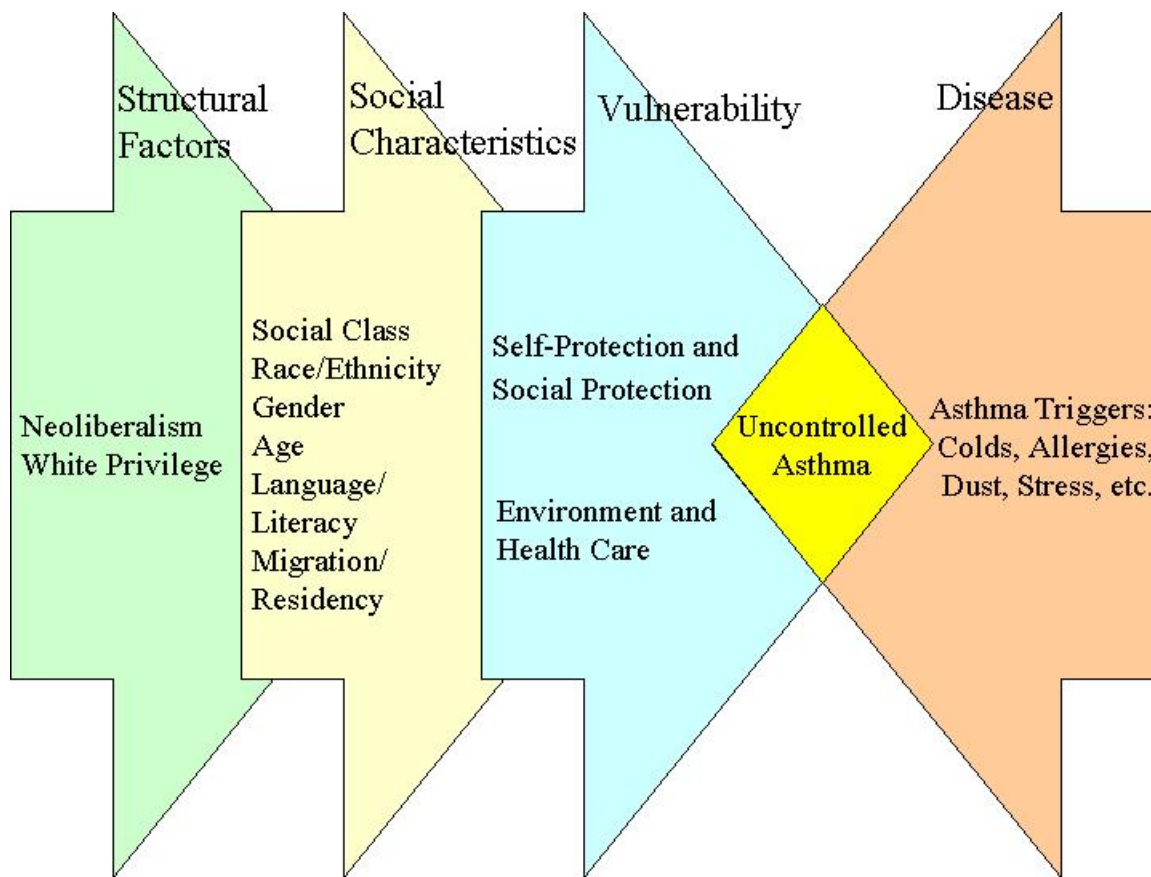 Structural
Factors
Social
Characteristics
Vulnerability
Disease
Neoliberalism
White Privilege
Social Class
Race/Ethnicity
Gender
Age
Language/
Literacy
Migration/
Residency
Self-Protection and
Social Protection
Environment and
Health Care
Uncontrolled
Asthma
Asthma Triggers:
Colds, Allergies,
Dust, Stress, etc.